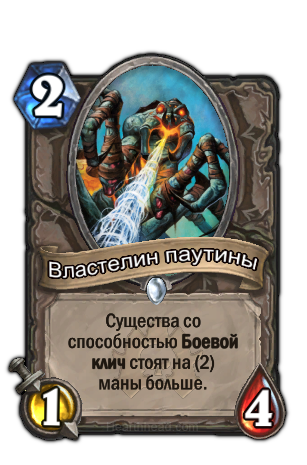 2
Властелин паутины
Существа со
способностью Боевой
клич стоят на (2)
маны больше.
1
4